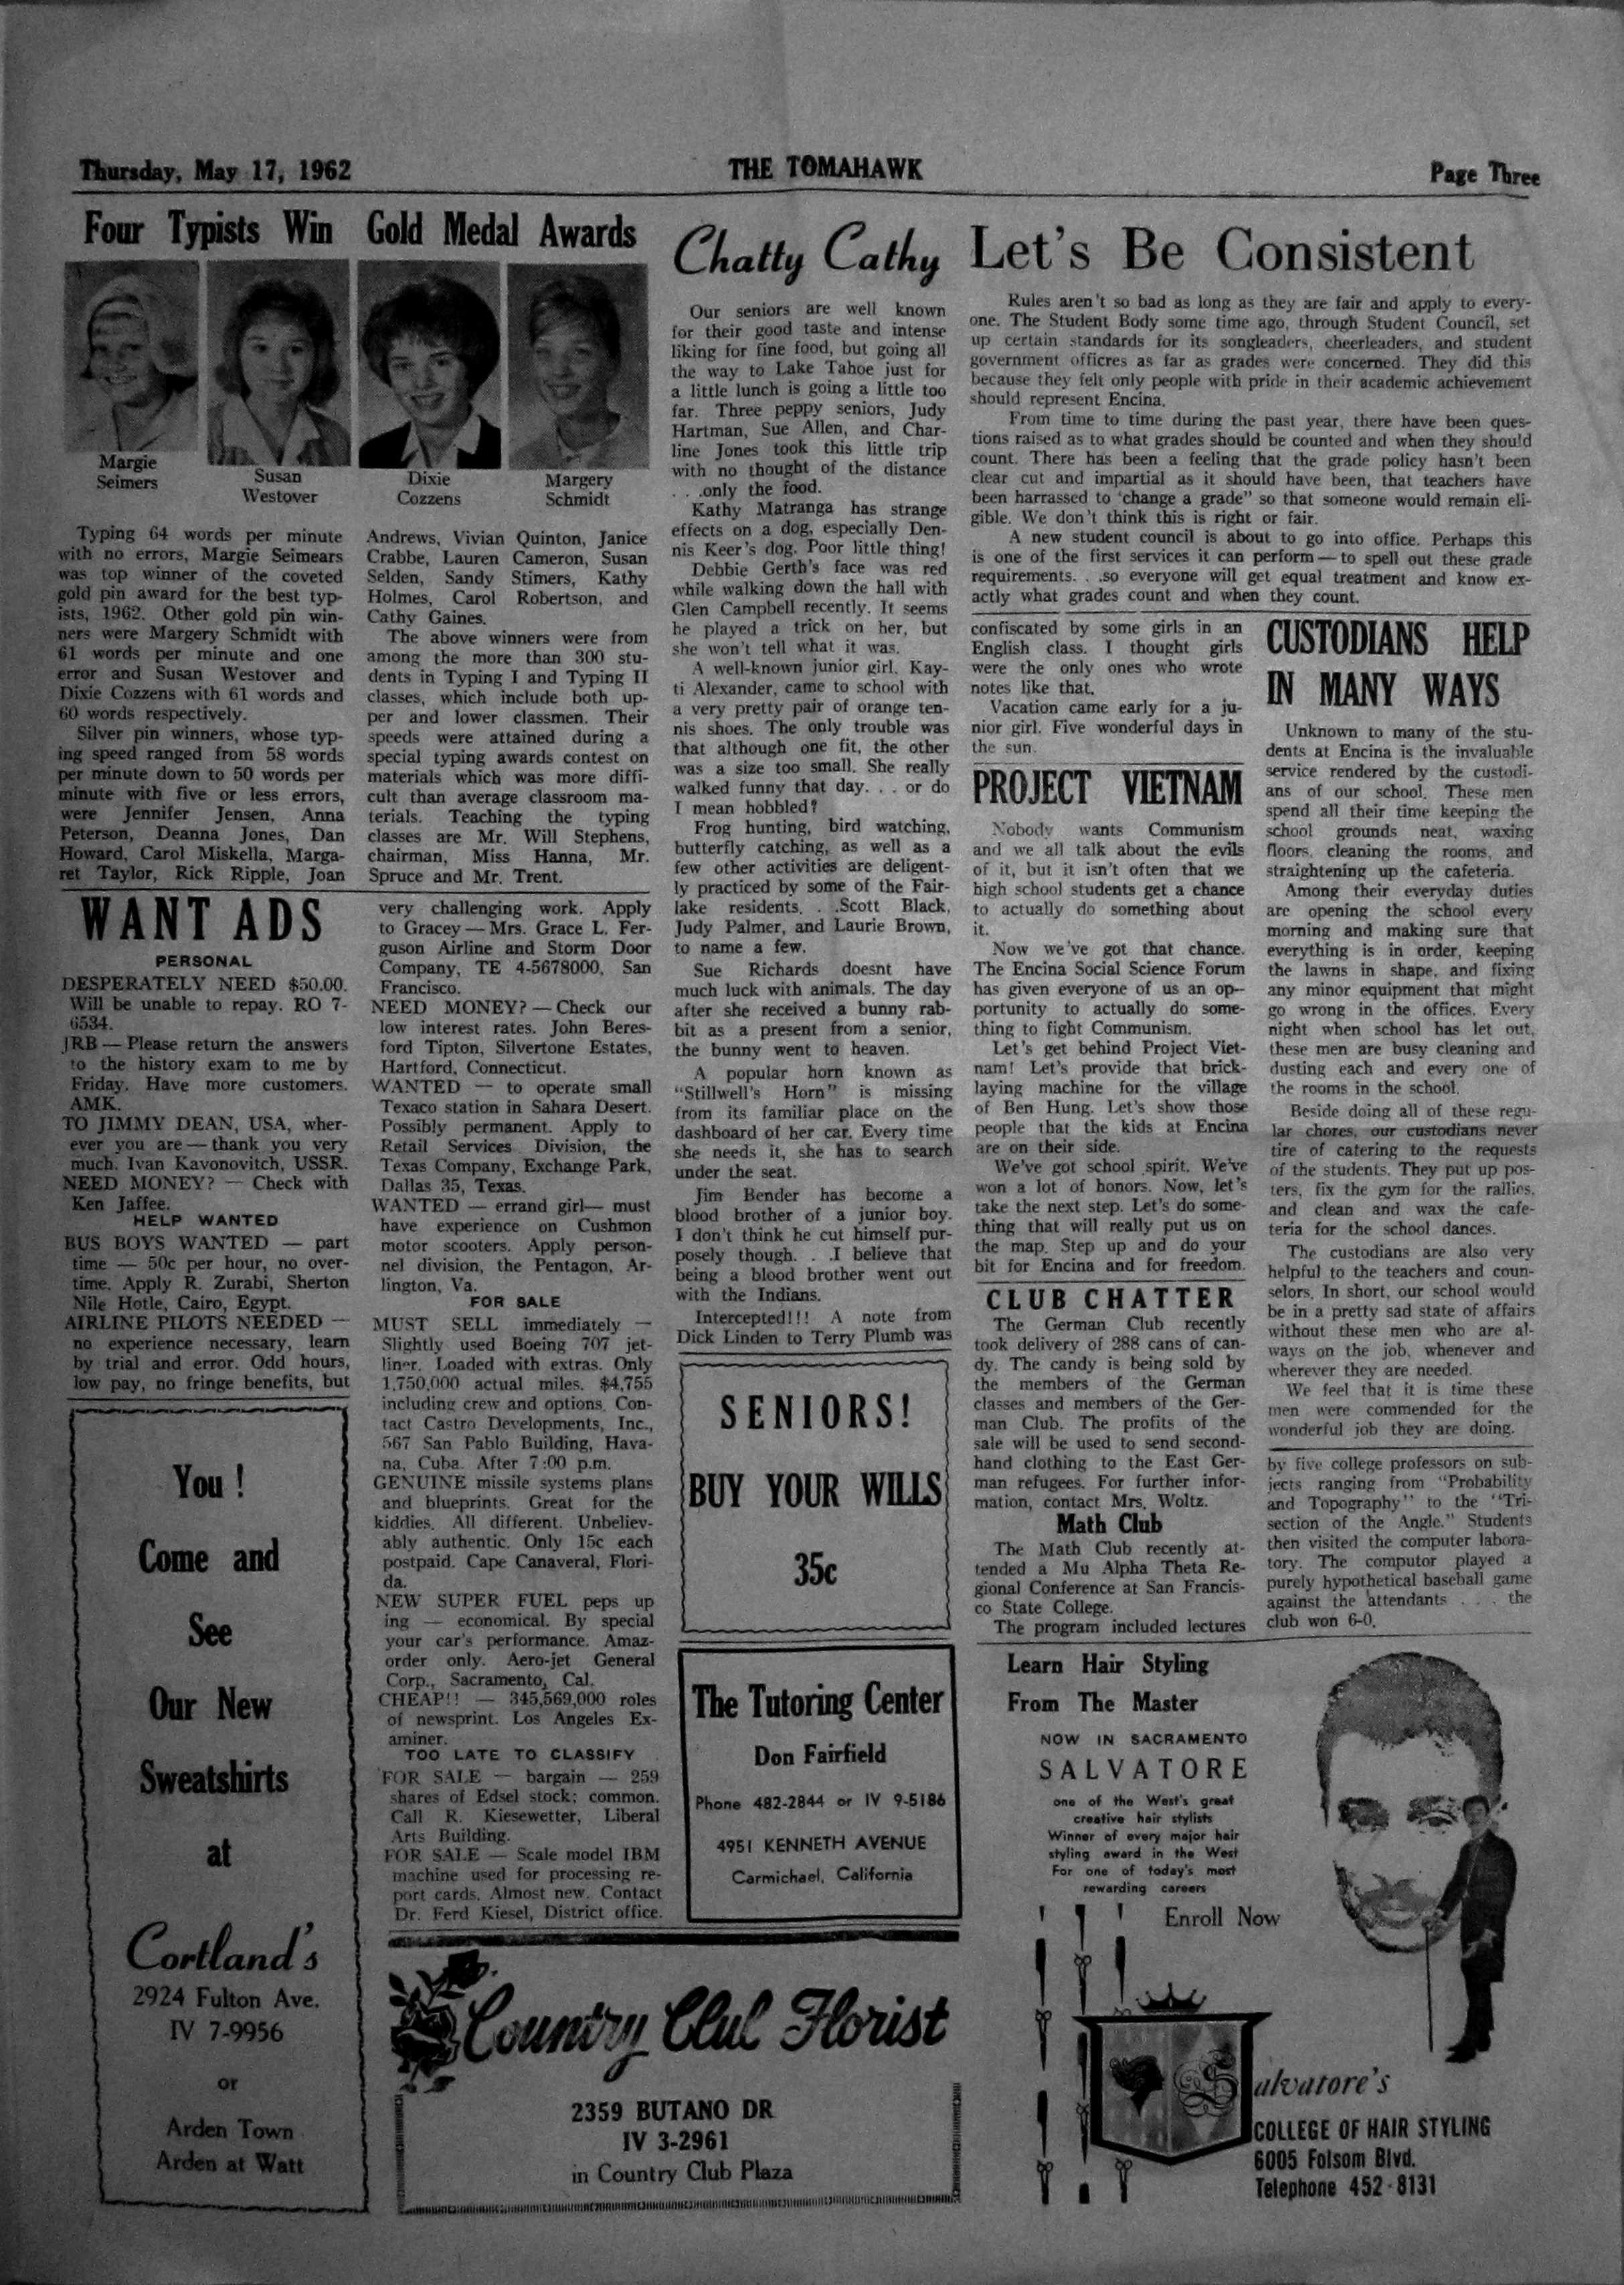 Thursday, May 17, 1962
THE TOMAHAWK
Page Three
Four Typists Win Gold Medal Awards
Margie
Seimers
Susan
Westover
Dixie
Cozzens
Margery
Schmidt
Typing 64 words per minute
with no errors, Margie Seimears
was top winner of the coveted
gold pin award for the best typ-
ists, 1962. Other gold pin win-
ners were Margery Schmidt with
61 words per minute and one
error and Susan Westover and
Dixie Cozzens with 61 words and
60 words respectively.
Silver pin winners, whose typ-
ing speed ranged from 58 words
per minute down to 50 words per
minute with five or less errors,
were Jennifer Jensen, Anna
Peterson, Deanna Jones, Dan
Howard, Carol Miskella, Marga-
ret Taylor, Rick Ripple, Joan
Andrews, Vivian Quinton, Janice
Crabbe, Lauren Cameron, Susan
Selden, Sandy Stimers, Kathy
Holmes, Carol Robertson, and
Cathy Gaines.
The above winners were from
among the more than 300 stu-
dents in Typing I and Typing II
classes, which include both up-
per and lower classmen. Their
speeds were attained during a
special typing awards contest on
materials which was more diffi-
cult than average classroom ma-
terials. Teaching the typing
classes are Mr. Will Stephens,
chairman, Miss Hanna, Mr.
Spruce and Mr. Trent.
WANT ADS
PERSONAL
DESPERATELY NEED $50.00.
Will be unable to repay. RO 7-
6534.
JRB — Please return the answers
to the history exam to me by
Friday. Have more customers.
AMK.
TO JIMMY DEAN, USA, wher-
ever you are — thank you very
much. Ivan Kavonovitch, USSR.
NEED MONEY? — Check with
Ken Jaffee.
HELP WANTED
BUS BOYS WANTED — part
time — 50c per hour, no over-
time. Apply R. Zurabi, Sherton
Nile Hotle, Cairo, Egypt.
AIRLINE PILOTS NEEDED —
no experience necessary, learn
by trial and error. Odd hours,
low pay, no fringe benefits, but
very challenging work. Apply
to Gracey — Mrs. Grace L. Fer-
guson Airline and Storm Door
Company, TE 4-5678000, San
Francisco.
NEED MONEY? — Check our
low interest rates. John Beres-
ford Tipton, Silvertone Estates,
Hartford, Connecticut.
WANTED — to operate small
Texaco station in Sahara Desert.
Possibly permanent. Apply to
Retail Services Division, the
Texas Company, Exchange Park,
Dallas 35, Texas.
WANTED — errand girl— must
have experience on Cushmon
motor scooters. Apply person-
nel division, the Pentagon, Ar-
lington, Va.
FOR SALE
MUST SELL immediately —
Slightly used Boeing 707 jet-
liner. Loaded with extras. Only
1,750,000 actual miles. $4,755
including crew and options. Con-
tact Castro Developments, Inc.,
567 San Pablo Building, Hava-
na, Cuba. After 7:00 p.m.
GENUINE missile systems plans
and blueprints. Great for the
kiddies. All different. Unbeliev-
ably authentic. Only 15c each
postpaid. Cape Canaveral, Flori-
da.
NEW SUPER FUEL peps up
ing — economical. By special
your car's performance. Amaz-
order only. Aero-jet General
Corp., Sacramento, Cal.
CHEAP!! — 345,569,000 roles
of newsprint. Los Angeles Ex-
aminer.
TOO LATE TO CLASSIFY
FOR SALE — bargain — 259
shares of Edsel stock; common.
Call R. Kiesewetter, Liberal
Arts Building.
FOR SALE — Scale model IBM
machine used for processing re-
port cards. Almost new. Contact
Dr. Ferd Kiesel, District office.
You !
Come and
See
Our New
Sweatshirts
at
Cortland's
2924 Fulton Ave.
IV 7-9956
or
Arden Town
Arden at Watt
Chatty Cathy
Our seniors are well known
for their good taste and intense
liking for fine food, but going all
the way to Lake Tahoe just for
a little lunch is going a little too
far. Three peppy seniors, Judy
Hartman, Sue Allen, and Char-
line Jones took this little trip
with no thought of the distance
. . .only the food.
Kathy Matranga has strange
effects on a dog, especially Den-
nis Keer's dog. Poor little thing!
Debbie Gerth's face was red
while walking down the hall with
Glen Campbell recently. It seems
he played a trick on her, but
she won't tell what it was.
A well-known junior girl, Kay-
ti Alexander, came to school with
a very pretty pair of orange ten-
nis shoes. The only trouble was
that although one fit, the other
was a size too small. She really
walked funny that day. . . or do
I mean hobbled?
Frog hunting, bird watching,
butterfly catching, as well as a
few other activities are deligent-
ly practiced by some of the Fair-
lake residents. . .Scott Black,
Judy Palmer, and Laurie Brown,
to name a few.
Sue Richards doesnt have
much luck with animals. The day
after she received a bunny rab-
bit as a present from a senior,
the bunny went to heaven.
A popular horn known as
"Stillwell's Horn" is missing
from its familiar place on the
dashboard of her car. Every time
she needs it, she has to search
under the seat.
Jim Bender has become a
blood brother of a junior boy.
I don't think he cut himself pur-
posely though. . .I believe that
being a blood brother went out
with the Indians.
Intercepted!!! A note from
Dick Linden to Terry Plumb was
confiscated by some girls in an
English class. I thought girls
were the only ones who wrote
notes like that.
Vacation came early for a ju-
nior girl. Five wonderful days in
the sun.
SENIORS!
BUY YOUR WILLS
35c
The Tutoring Center
Don Fairfield
Phone 482-2844 or IV 9-5186
4951 KENNETH AVENUE
Carmichael, California
Country Club Florist
2359 BUTANO DR
IV 3-2961
in Country Club Plaza
Let's Be Consistent
Rules aren't so bad as long as they are fair and apply to every-
one. The Student Body some time ago, through Student Council, set
up certain standards for its songleaders, cheerleaders, and student
government officres as far as grades were concerned. They did this
because they felt only people with pride in their academic achievement
should represent Encina.
From time to time during the past year, there have been ques-
tions raised as to what grades should be counted and when they should
count. There has been a feeling that the grade policy hasn't been
clear cut and impartial as it should have been, that teachers have
been harrassed to 'change a grade" so that someone would remain eli-
gible. We don't think this is right or fair.
A new student council is about to go into office. Perhaps this
is one of the first services it can perform — to spell out these grade
requirements. . .so everyone will get equal treatment and know ex-
actly what grades count and when they count.
PROJECT VIETNAM
Nobody wants Communism
and we all talk about the evils
of it, but it isn't often that we
high school students get a chance
to actually do something about
it.
Now we've got that chance.
The Encina Social Science Forum
has given everyone of us an op--
portunity to actually do some-
thing to fight Communism.
Let's get behind Project Viet-
nam! Let's provide that brick-
laying machine for the village
of Ben Hung. Let's show those
people that the kids at Encina
are on their side.
We've got school spirit. We've
won a lot of honors. Now, let's
take the next step. Let's do some-
thing that will really put us on
the map. Step up and do your
bit for Encina and for freedom.
CLUB CHATTER
The German Club recently
took delivery of 288 cans of can-
dy. The candy is being sold by
the members of the German
classes and members of the Ger-
man Club. The profits of the
sale will be used to send second-
hand clothing to the East Ger-
man refugees. For further infor-
mation, contact Mrs. Woltz.
Math Club
The Math Club recently at-
tended a Mu Alpha Theta Re-
gional Conference at San Francis-
co State College.
The program included lectures
by five college professors on sub-
jects ranging from "Probability
and Topography" to the "Tri-
section of the Angle." Students
then visited the computer labora-
tory. The computor played a
purely hypothetical baseball game
against the attendants . . . the
club won 6-0.
CUSTODIANS HELP
IN MANY WAYS
Unknown to many of the stu-
dents at Encina is the invaluable
service rendered by the custodi-
ans of our school. These men
spend all their time keeping the
school grounds neat, waxing
floors, cleaning the rooms, and
straightening up the cafeteria.
Among their everyday duties
are opening the school every
morning and making sure that
everything is in order, keeping
the lawns in shape, and fixing
any minor equipment that might
go wrong in the offices. Every
night when school has let out,
these men are busy cleaning and
dusting each and every one of
the rooms in the school.
Beside doing all of these regu-
lar chores, our custodians never
tire of catering to the requests
of the students. They put up pos-
ters, fix the gym for the rallies,
and clean and wax the cafe-
teria for the school dances.
The custodians are also very
helpful to the teachers and coun-
selors. In short, our school would
be in a pretty sad state of affairs
without these men who are al-
ways on the job, whenever and
wherever they are needed.
We feel that it is time these
men were commended for the
wonderful job they are doing.
Learn Hair Styling
From The Master
NOW IN SACRAMENTO
SALVATORE
one of the West's great
creative hair stylists
Winner of every major hair
styling award in the West
For one of today's most
rewarding careers
Enroll Now
Salvatore's
COLLEGE OF HAIR STYLING
6005 Folsom Blvd.
Telephone 452-8131